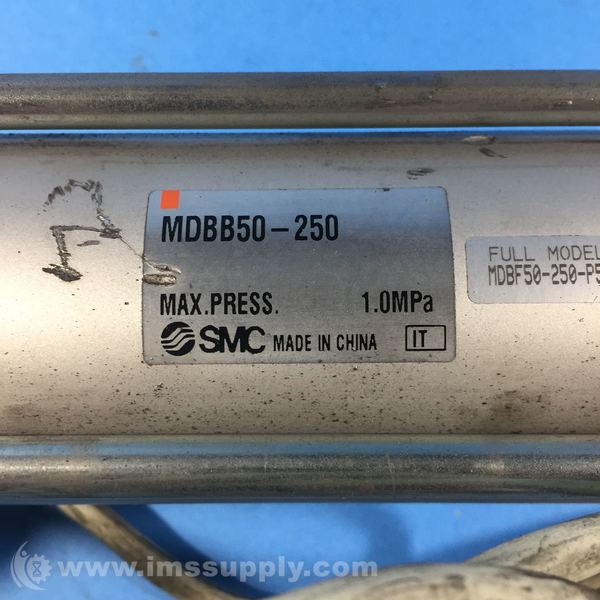 MDBB50-250
MAX.PRESS. 1.0MPa
SMC MADE IN CHINA IT
FULL MODEL
MDBF50-250-P5
www.imssupply.com